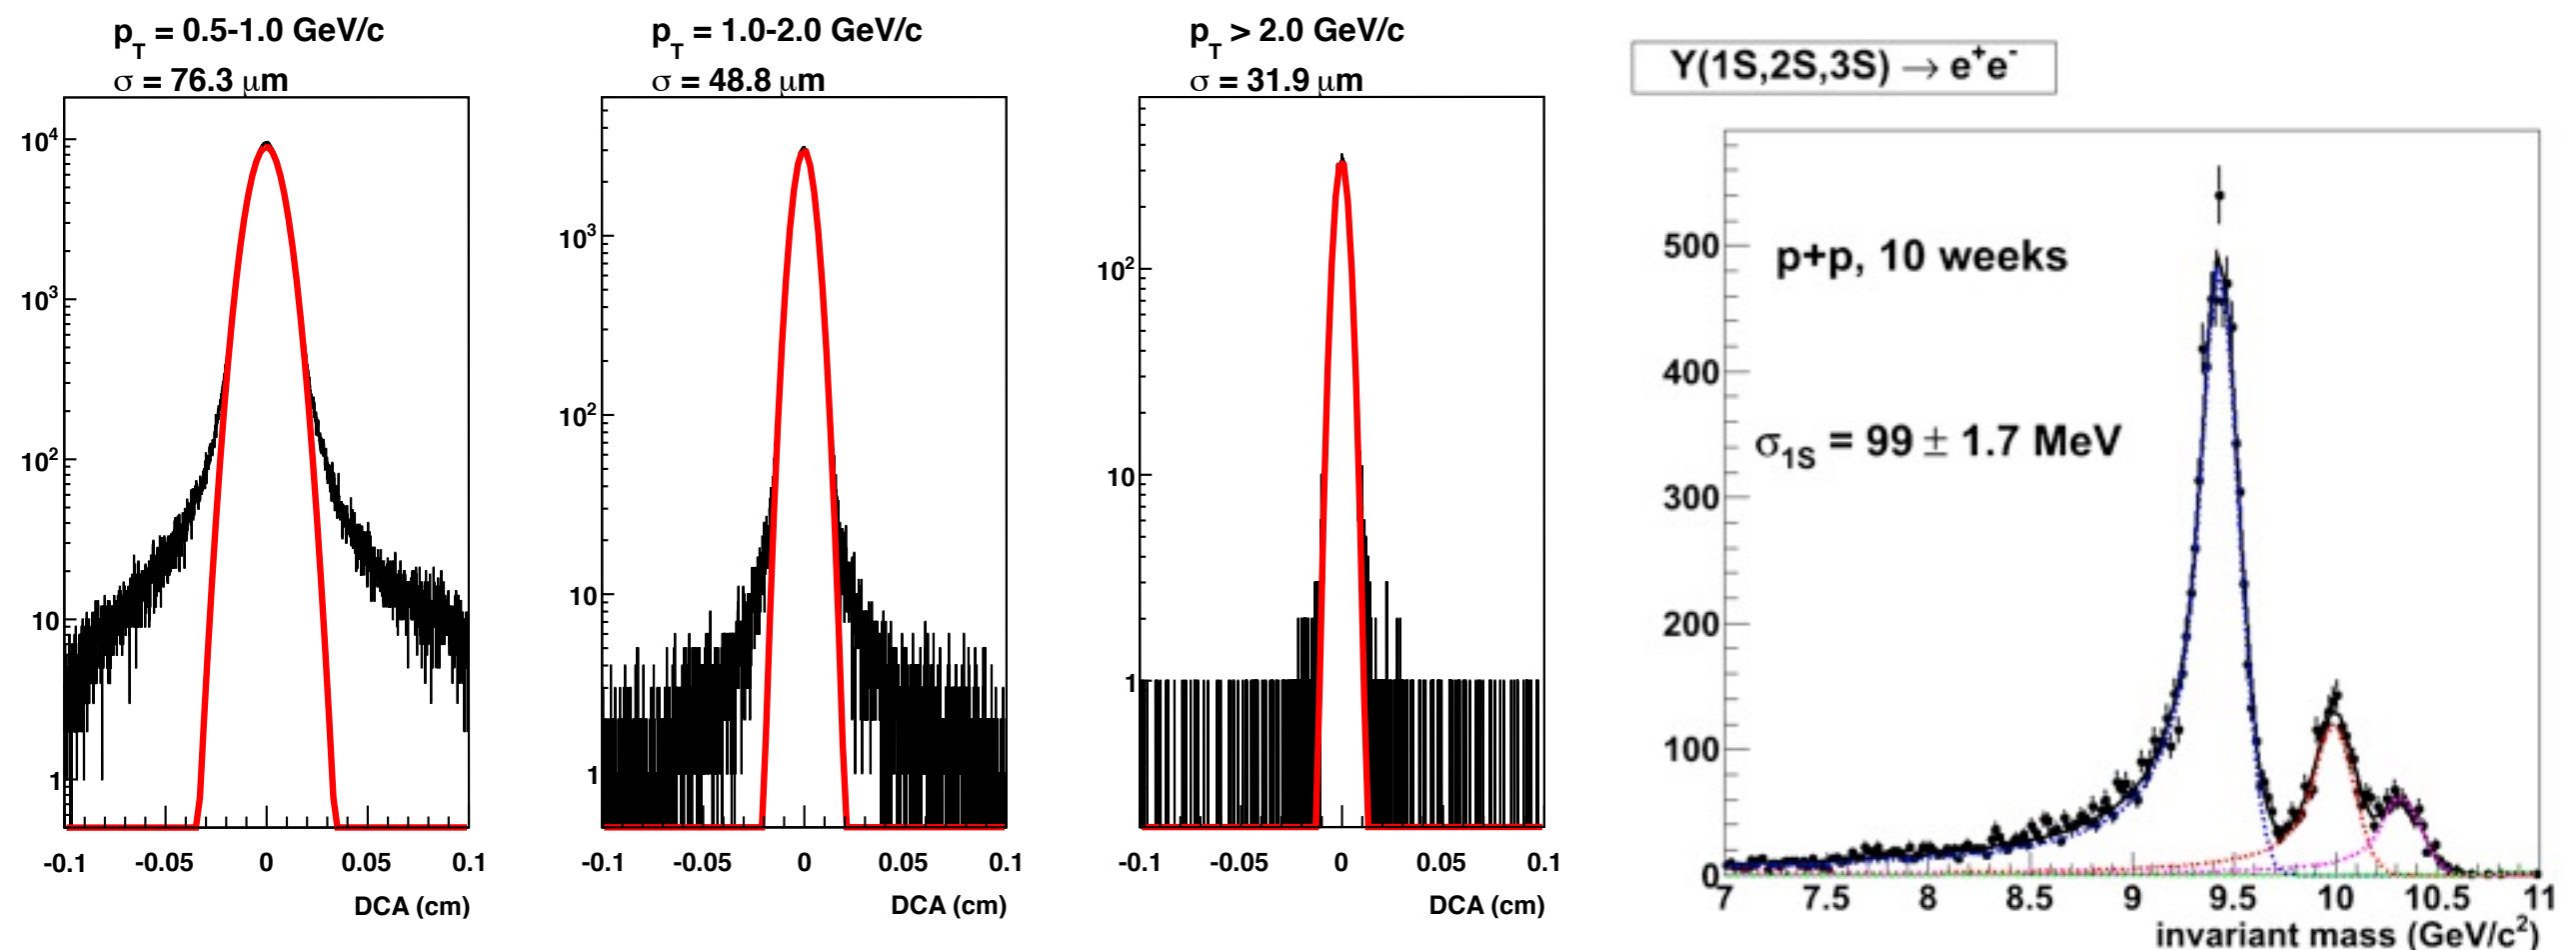 p_T = 0.5-1.0 GeV/c
σ = 76.3 μm
10^4
10^3
10^2
10
1
-0.1 -0.05 0 0.05 0.1
DCA (cm)
p_T = 1.0-2.0 GeV/c
σ = 48.8 μm
10^3
10^2
10
1
-0.1 -0.05 0 0.05 0.1
DCA (cm)
p_T > 2.0 GeV/c
σ = 31.9 μm
10^2
10
1
-0.1 -0.05 0 0.05 0.1
DCA (cm)
Y(1S,2S,3S) → e⁺e⁻
p+p, 10 weeks
σ_1S = 99 ± 1.7 MeV
500
400
300
200
100
0
7 7.5 8 8.5 9 9.5 10 10.5 11
invariant mass (GeV/c²)